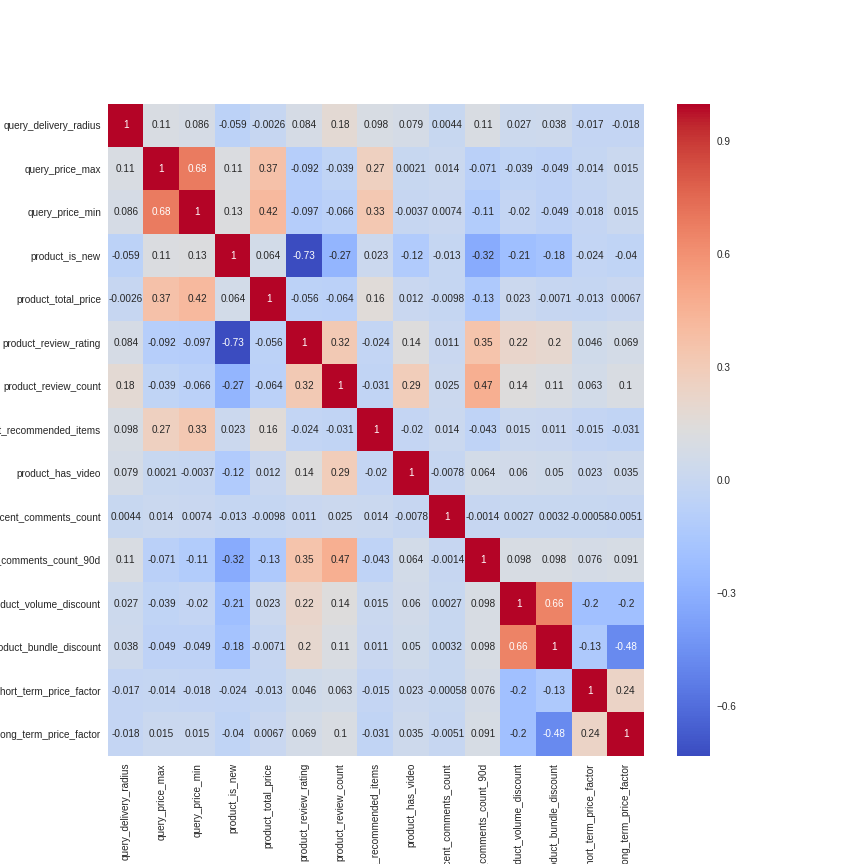 query_delivery_radius 1 0.11 0.086 -0.059 -0.0026 0.084 0.18 0.098 0.079 0.0044 0.11 0.027 0.038 -0.017 -0.018
query_price_max 0.11 1 0.68 0.11 0.37 -0.092 -0.039 0.27 0.0021 0.014 -0.071 -0.039 -0.049 -0.014 0.015
query_price_min 0.086 0.68 1 0.13 0.42 -0.097 -0.066 0.33 -0.0037 0.0074 -0.11 -0.02 -0.049 -0.018 0.015
product_is_new -0.059 0.11 0.13 1 0.064 -0.73 -0.27 0.023 -0.12 -0.013 -0.32 -0.21 -0.18 -0.024 -0.04
product_total_price -0.0026 0.37 0.42 0.064 1 -0.056 -0.064 0.16 0.012 -0.0098 -0.13 0.023 -0.0071 -0.013 0.0067
product_review_rating 0.084 -0.092 -0.097 -0.73 -0.056 1 0.32 -0.024 0.14 0.011 0.35 0.22 0.2 0.046 0.069
product_review_count 0.18 -0.039 -0.066 -0.27 -0.064 0.32 1 -0.031 0.29 0.025 0.47 0.14 0.11 0.063 0.1
t_recommended_items 0.098 0.27 0.33 0.023 0.16 -0.024 -0.031 1 -0.02 0.014 -0.043 0.015 0.011 -0.015 -0.031
product_has_video 0.079 0.0021 -0.0037 -0.12 0.012 0.14 0.29 -0.02 1 -0.0078 0.064 0.06 0.05 0.023 0.035
cent_comments_count 0.0044 0.014 0.0074 -0.013 -0.0098 0.011 0.025 0.014 -0.0078 1 -0.0014 0.0027 0.0032 -0.00058 -0.0051
_comments_count_90d 0.11 -0.071 -0.11 -0.32 -0.13 0.35 0.47 -0.043 0.064 -0.0014 1 0.098 0.098 0.076 0.091
duct_volume_discount 0.027 -0.039 -0.02 -0.21 0.023 0.22 0.14 0.015 0.06 0.0027 0.098 1 0.66 -0.2 -0.2
oduct_bundle_discount 0.038 -0.049 -0.049 -0.18 -0.0071 0.2 0.11 0.011 0.05 0.0032 0.098 0.66 1 -0.13 -0.48
hort_term_price_factor -0.017 -0.014 -0.018 -0.024 -0.013 0.046 0.063 -0.015 0.023 -0.00058 0.076 -0.2 -0.13 1 0.24
ong_term_price_factor -0.018 0.015 0.015 -0.04 0.0067 0.069 0.1 -0.031 0.035 -0.0051 0.091 -0.2 -0.48 0.24 1
query_delivery_radius
query_price_max
query_price_min
product_is_new
product_total_price
product_review_rating
product_review_count
_recommended_items
product_has_video
cent_comments_count
comments_count_90d
duct_volume_discount
duct_bundle_discount
hort_term_price_factor
ong_term_price_factor
0.9
0.6
0.3
0.0
−0.3
−0.6